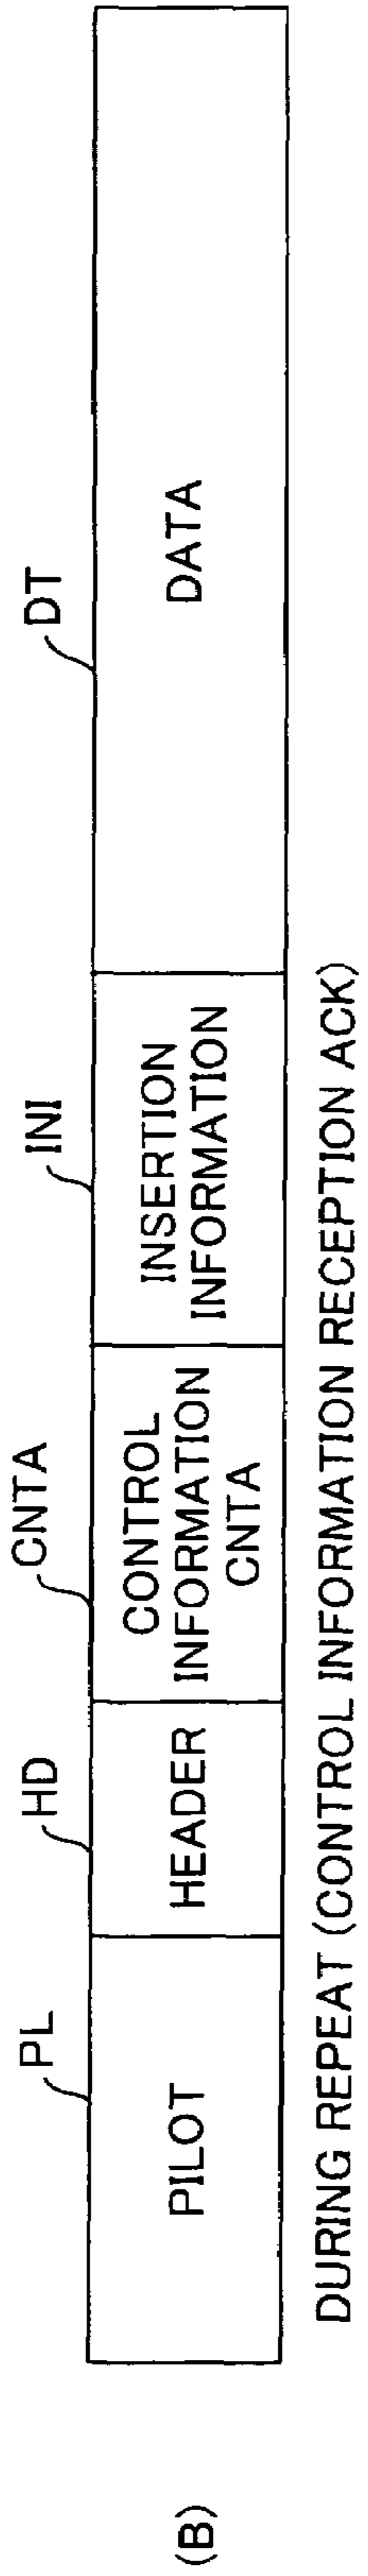 (B)
PL
HD
CNTA
INI
DT
PILOT
HEADER
CONTROL
INFORMATION
CNTA
INSERTION
INFORMATION
DATA
DURING REPEAT (CONTROL INFORMATION RECEPTION ACK)